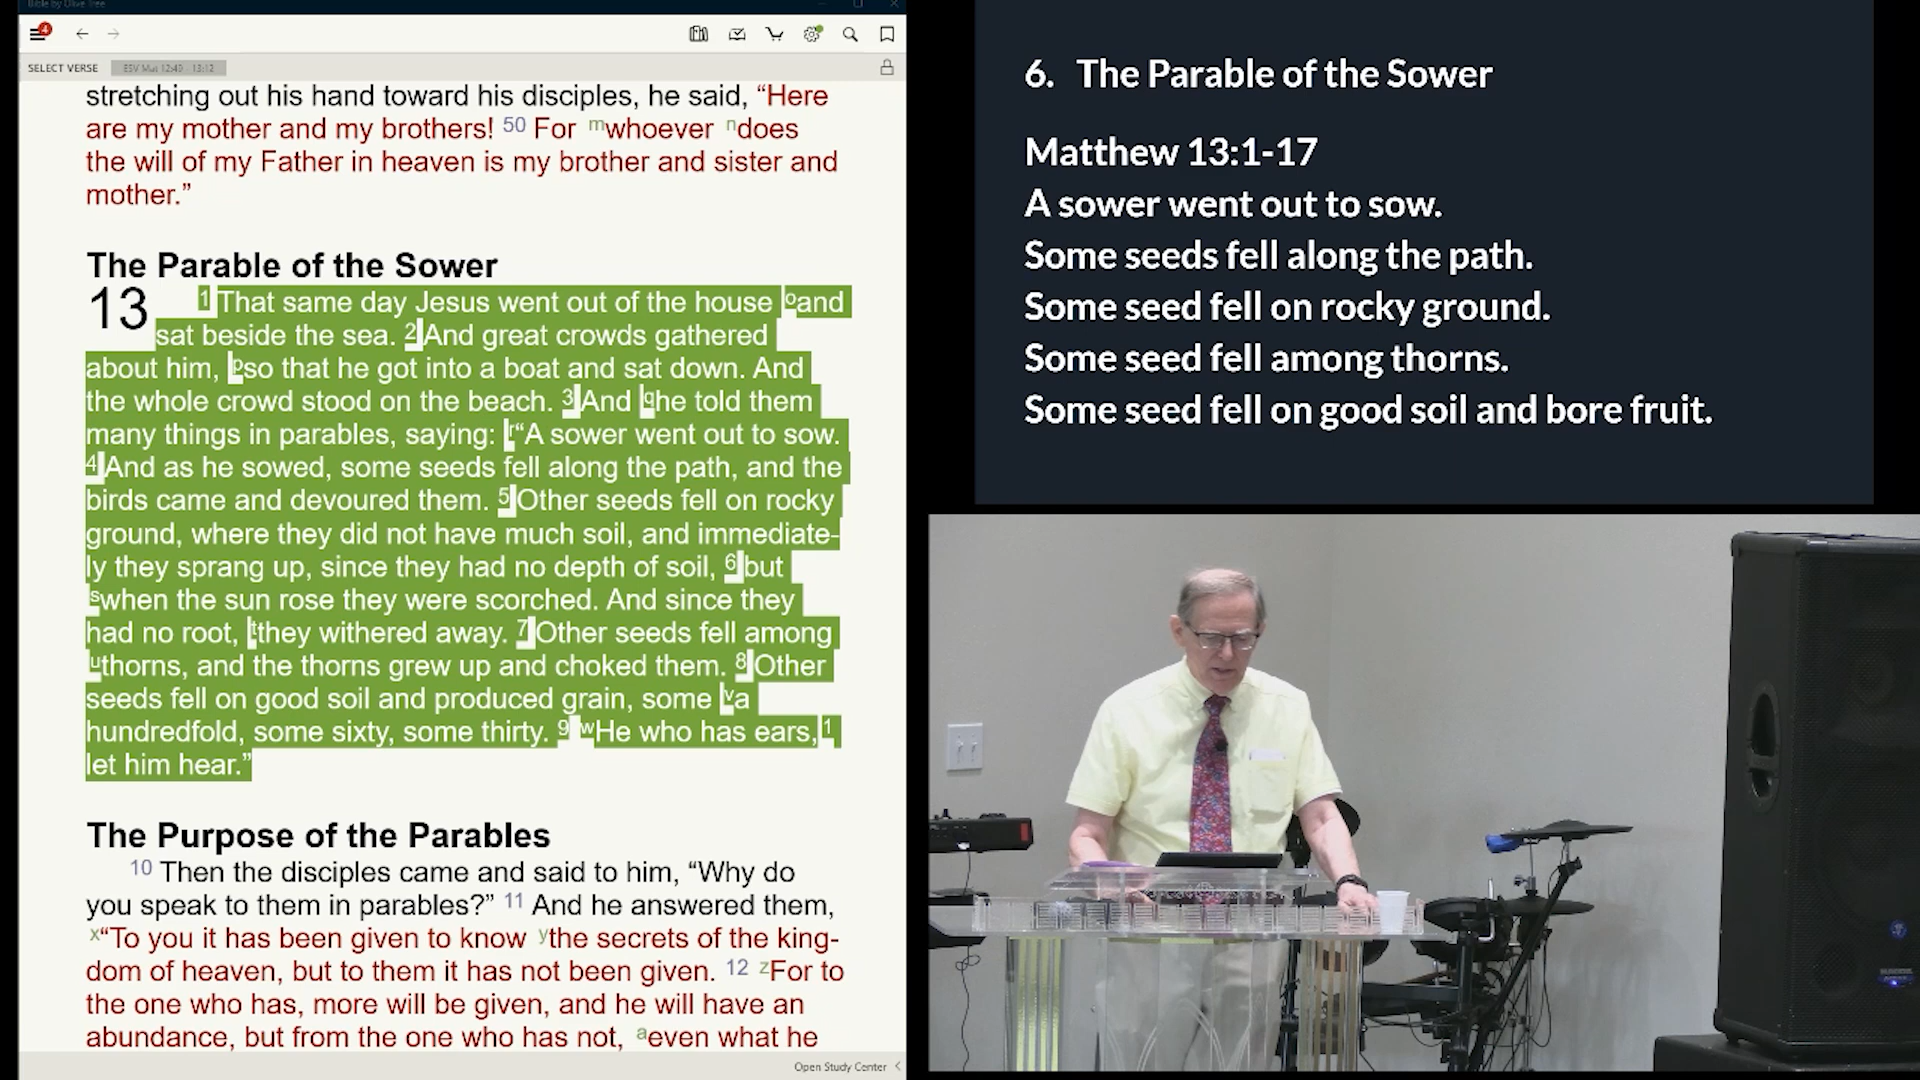 Bible by Olive Tree
4
SELECT VERSE
ESV Mat 12:49 - 13:12
stretching out his hand toward his disciples, he said, “Here
are my mother and my brothers! 50 For mwhoever ndoes
the will of my Father in heaven is my brother and sister and
mother.”
The Parable of the Sower
13 1 That same day Jesus went out of the house oand
sat beside the sea. 2 And great crowds gathered
about him, pso that he got into a boat and sat down. And
the whole crowd stood on the beach. 3 And qhe told them
many things in parables, saying: r“A sower went out to sow.
4 And as he sowed, some seeds fell along the path, and the
birds came and devoured them. 5 Other seeds fell on rocky
ground, where they did not have much soil, and immediate-
ly they sprang up, since they had no depth of soil, 6 but
swhen the sun rose they were scorched. And since they
had no root, tthey withered away. 7 Other seeds fell among
uthorns, and the thorns grew up and choked them. 8 Other
seeds fell on good soil and produced grain, some va
hundredfold, some sixty, some thirty. 9 wHe who has ears,1
let him hear.”
The Purpose of the Parables
10 Then the disciples came and said to him, “Why do
you speak to them in parables?” 11 And he answered them,
x“To you it has been given to know ythe secrets of the king-
dom of heaven, but to them it has not been given. 12 zFor to
the one who has, more will be given, and he will have an
abundance, but from the one who has not, aeven what he
Open Study Center
6. The Parable of the Sower
Matthew 13:1-17
A sower went out to sow.
Some seeds fell along the path.
Some seed fell on rocky ground.
Some seed fell among thorns.
Some seed fell on good soil and bore fruit.